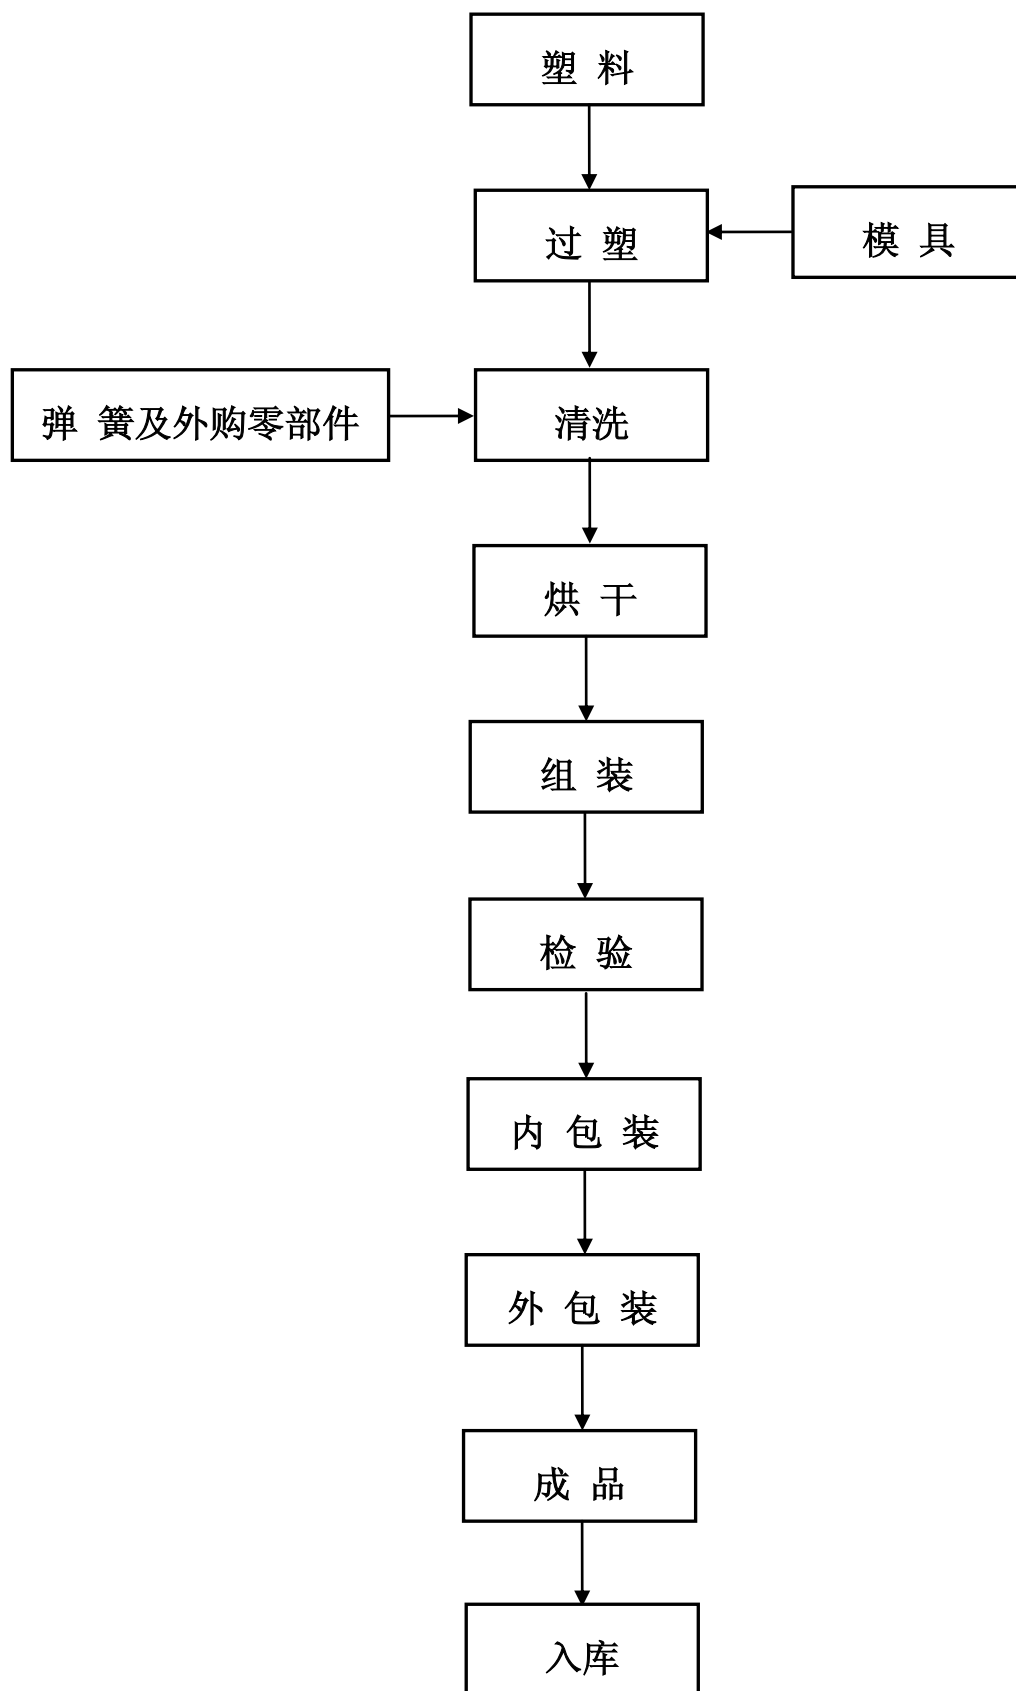 塑 料
过 塑
模 具
弹 簧及外购零部件
清洗
烘 干
组 装
检 验
内 包 装
外 包 装
成 品
入库